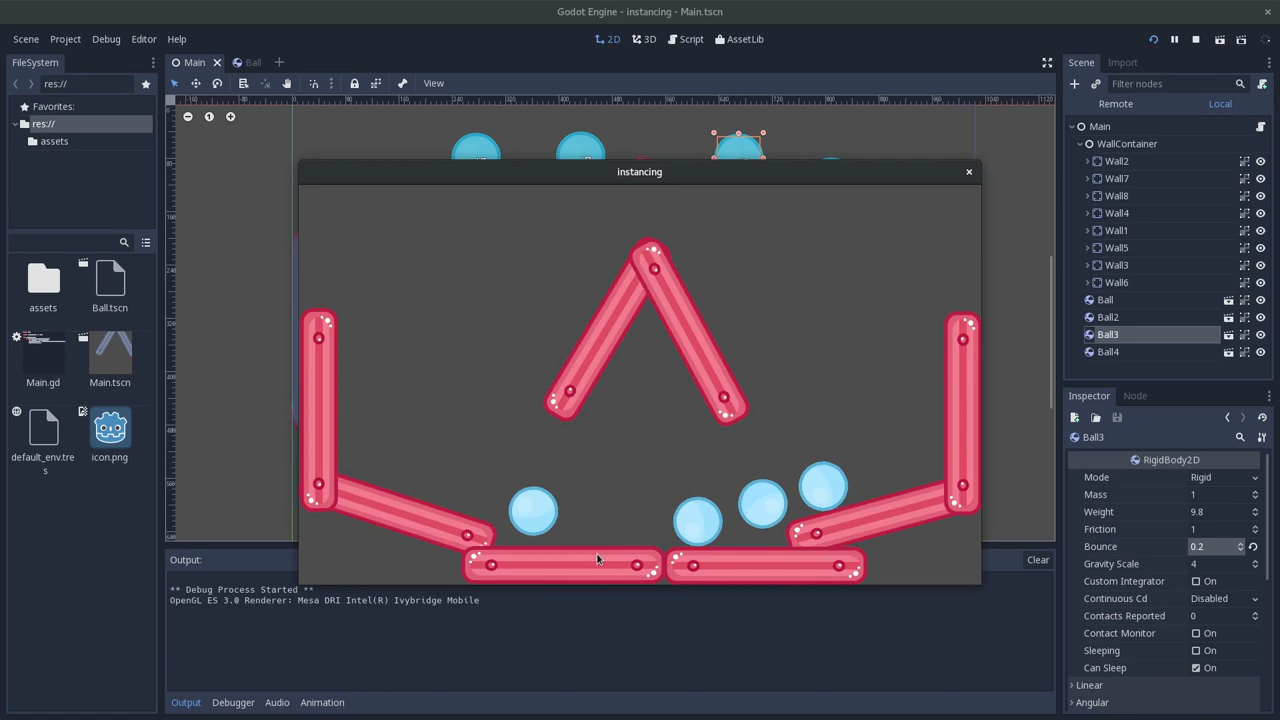 Godot Engine - instancing - Main.tscn
Scene Project Debug Editor Help
2D 3D Script AssetLib
FileSystem
res://
Favorites:
res://
assets
assets
Ball.tscn
Main.gd
Main.tscn
default_env.tre
s
icon.png
Main
Ball
View
instancing
Output:
Clear
** Debug Process Started **
OpenGL ES 3.0 Renderer: Mesa DRI Intel(R) Ivybridge Mobile
Output Debugger Audio Animation
Scene Import
Filter nodes
Remote Local
Main
WallContainer
Wall2
Wall7
Wall8
Wall4
Wall1
Wall5
Wall3
Wall6
Ball
Ball2
Ball3
Ball4
Inspector Node
Ball3
RigidBody2D
Mode Rigid
Mass 1
Weight 9.8
Friction 1
Bounce 0.2
Gravity Scale 4
Custom Integrator On
Continuous Cd Disabled
Contacts Reported 0
Contact Monitor On
Sleeping On
Can Sleep On
Linear
Angular